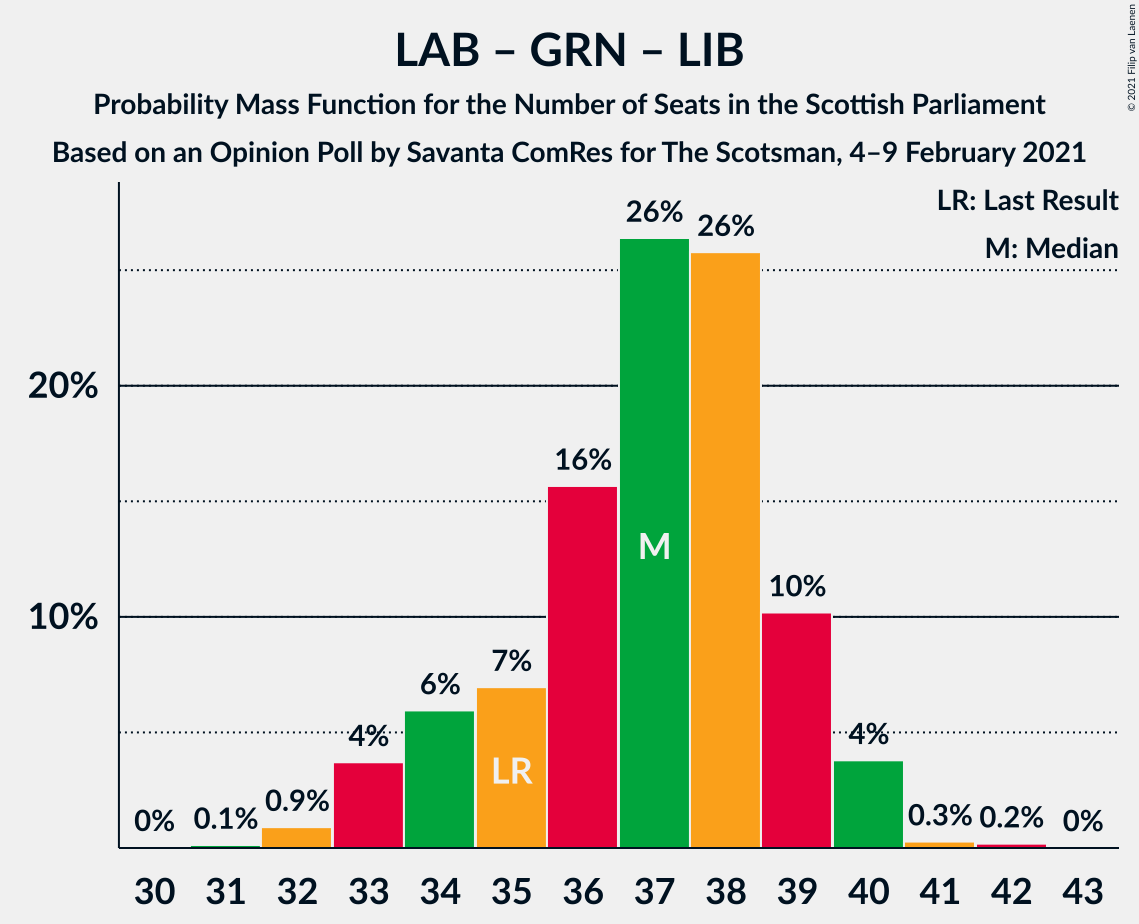 LAB – GRN – LIB
Probability Mass Function for the Number of Seats in the Scottish Parliament
Based on an Opinion Poll by Savanta ComRes for The Scotsman, 4–9 February 2021
© 2021 Filip van Laenen
LR: Last Result
M: Median
20%
10%
0%
0.1%
0.9%
4%
6%
7%
16%
26%
26%
10%
4%
0.3%
0.2%
0%
LR
M
30 31 32 33 34 35 36 37 38 39 40 41 42 43